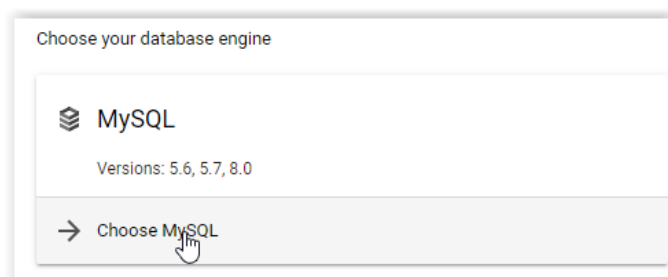 Choose your database engine
MySQL
Versions: 5.6, 5.7, 8.0
Choose MySQL